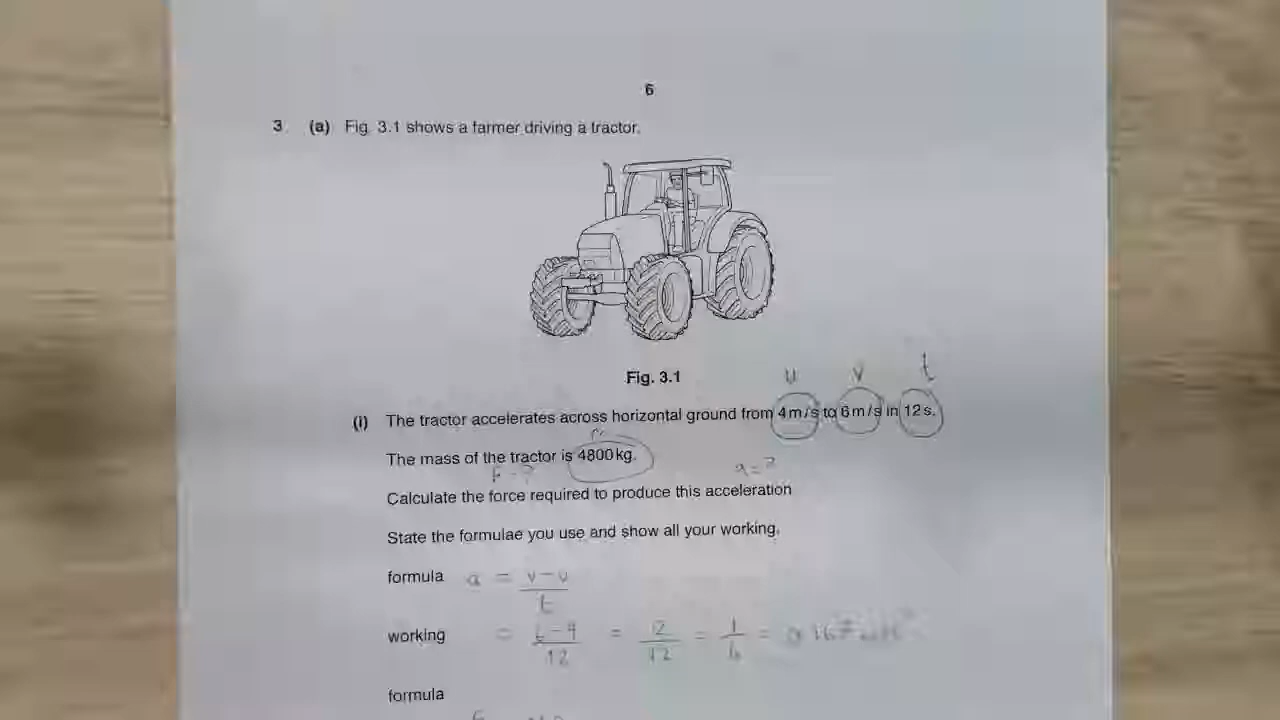 6
3 (a) Fig. 3.1 shows a farmer driving a tractor.
Fig. 3.1
u v t
(i) The tractor accelerates across horizontal ground from 4 m/s to 6 m/s in 12 s.
m
The mass of the tractor is 4800 kg.
F = ? a = ?
Calculate the force required to produce this acceleration
State the formulae you use and show all your working.
formula a = v - u / t
working = 6 - 4 / 12 = 2 / 12 = 1 / 6 = 0.167
formula